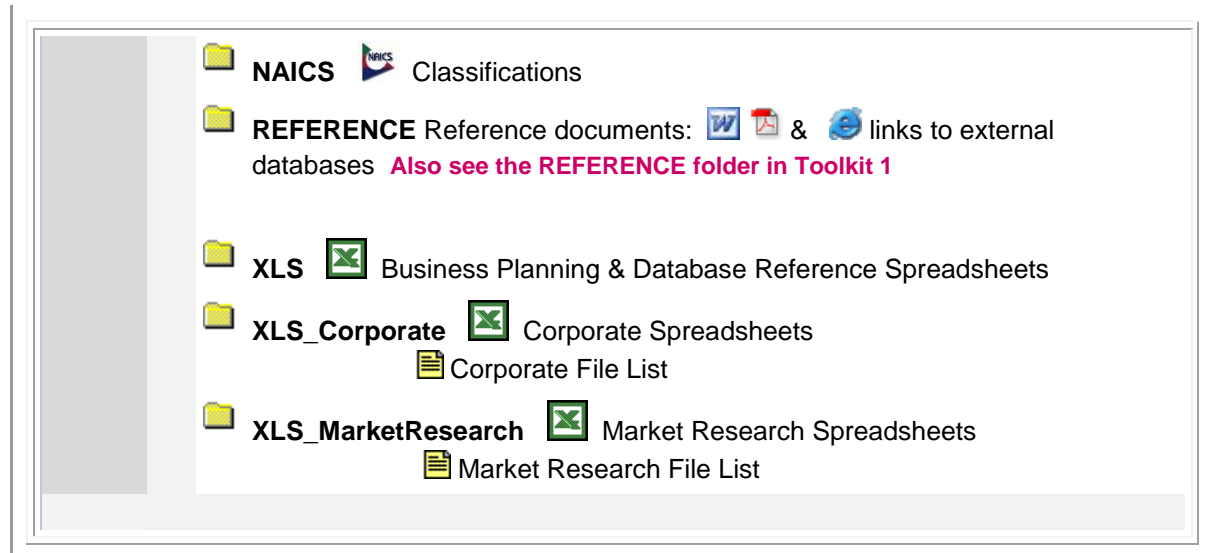 NAICS NAICS Classifications
REFERENCE Reference documents: W & links to external
databases Also see the REFERENCE folder in Toolkit 1
XLS Business Planning & Database Reference Spreadsheets
XLS_Corporate Corporate Spreadsheets
Corporate File List
XLS_MarketResearch Market Research Spreadsheets
Market Research File List